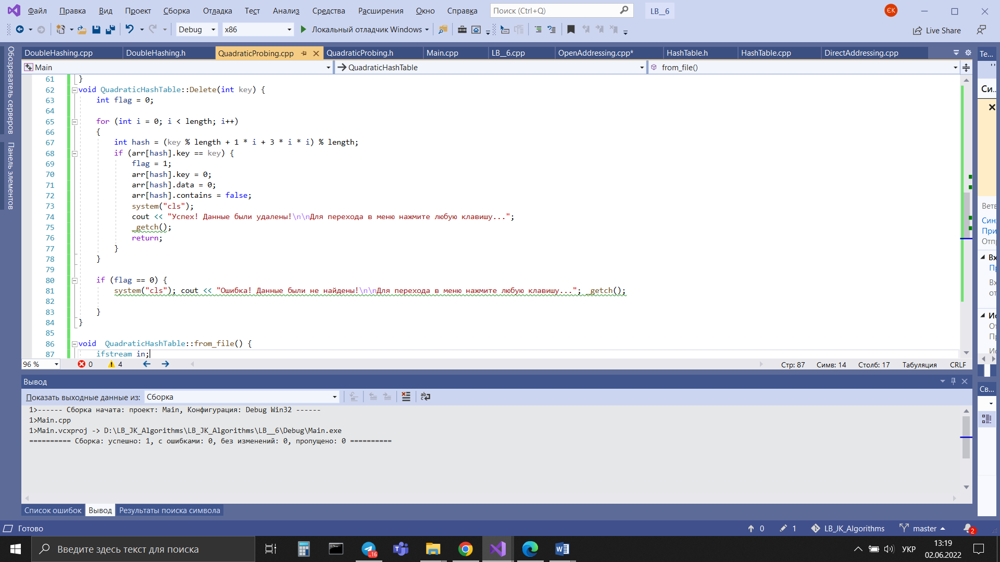 Файл Правка Вид Проект Сборка Отладка Тест Анализ Средства Расширения Окно Справка Поиск (Ctrl+Q) LB__6 ЄК
Debug x86 Локальный отладчик Windows Live Share
Обозреватель серверов
Панель элементов
DoubleHashing.cpp DoubleHashing.h QuadraticProbing.cpp QuadraticProbing.h Main.cpp LB__6.cpp OpenAddressing.cpp* HashTable.h HashTable.cpp DirectAddressing.cpp Те...
Main QuadraticHashTable from_file()
61 }
62 void QuadraticHashTable::Delete(int key) {
63 int flag = 0;
64
65 for (int i = 0; i < length; i++)
66 {
67 int hash = (key % length + 1 * i + 3 * i * i) % length;
68 if (arr[hash].key == key) {
69 flag = 1;
70 arr[hash].key = 0;
71 arr[hash].data = 0;
72 arr[hash].contains = false;
73 system("cls");
74 cout << "Успех! Данные были удалены!\n\nДля перехода в меню нажмите любую клавишу...";
75 _getch();
76 return;
77 }
78 }
79
80 if (flag == 0) {
81 system("cls"); cout << "Ошибка! Данные были не найдены!\n\nДля перехода в меню нажмите любую клавишу..."; _getch();
82
83 }
84 }
85
86 void QuadraticHashTable::from_file() {
87 ifstream in;
Си...
Ветв
Син
При
Отп
Вх
Пр
Вх
от
Ис
От
Пр
Ис
96 % 0 4 Стр: 87 Симв: 14 Столб: 17 Табуляция CRLF
Вывод
Св...
Показать выходные данные из: Сборка
1>------ Сборка начата: проект: Main, Конфигурация: Debug Win32 ------
1>Main.cpp
1>Main.vcxproj -> D:\LB_JK_Algorithms\LB_JK_Algorithms\LB__6\Debug\Main.exe
========== Сборка: успешно: 1, с ошибками: 0, без изменений: 0, пропущено: 0 ==========
Список ошибок Вывод Результаты поиска символа
Готово 0 1 LB_JK_Algorithms master 2
Введите здесь текст для поиска ..16 УКР 13:19
02.06.2022